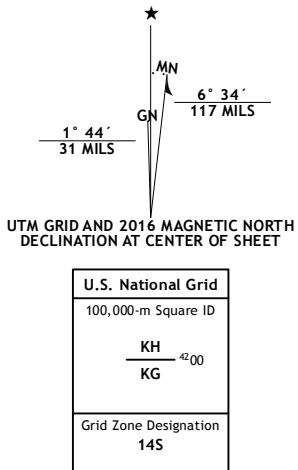 MN
GN
6° 34´
117 MILS
1° 44´
31 MILS
UTM GRID AND 2016 MAGNETIC NORTH
DECLINATION AT CENTER OF SHEET
U.S. National Grid
100,000-m Square ID
KH
4200
KG
Grid Zone Designation
14S